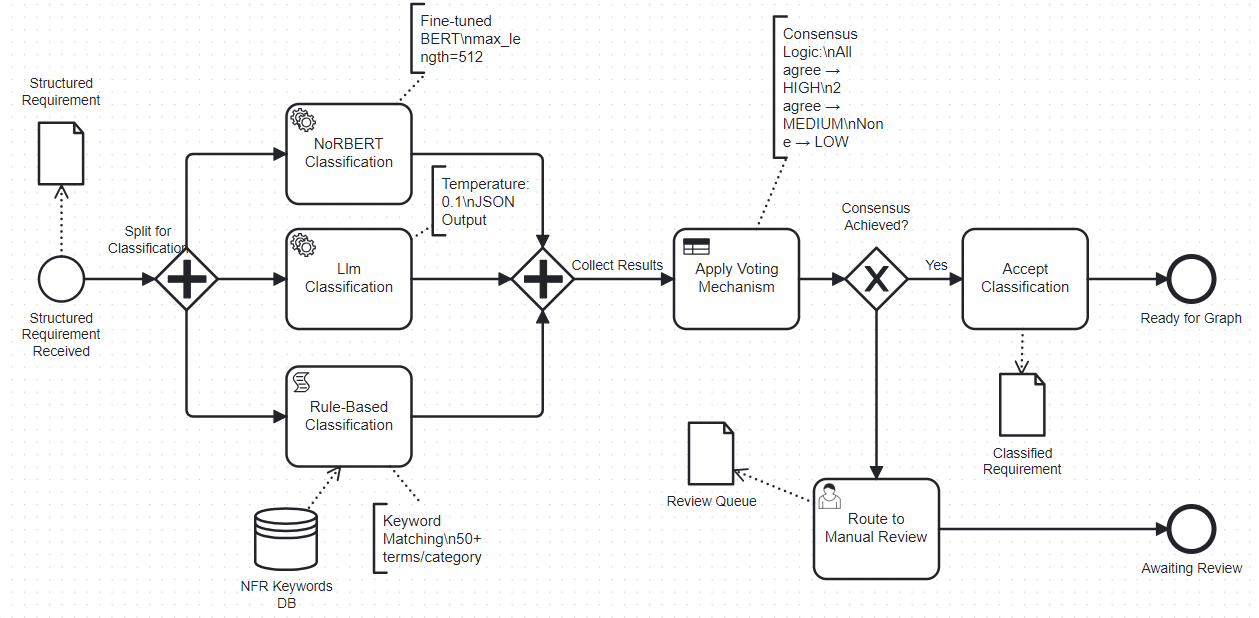 Fine-tuned
BERT\nmax_le
ngth=512
Consensus
Logic:\nAll
agree →
HIGH\n2
agree →
MEDIUM\nNon
e → LOW
Structured
Requirement
NoRBERT
Classification
Temperature:
0.1\nJSON
Output
Split for
Classification
Structured
Requirement
Received
Llm
Classification
Collect Results
Apply Voting
Mechanism
Consensus
Achieved?
Yes
Accept
Classification
Ready for Graph
Rule-Based
Classification
Classified
Requirement
Review Queue
Route to
Manual Review
Awaiting Review
Keyword
Matching\n50+
terms/category
NFR Keywords
DB